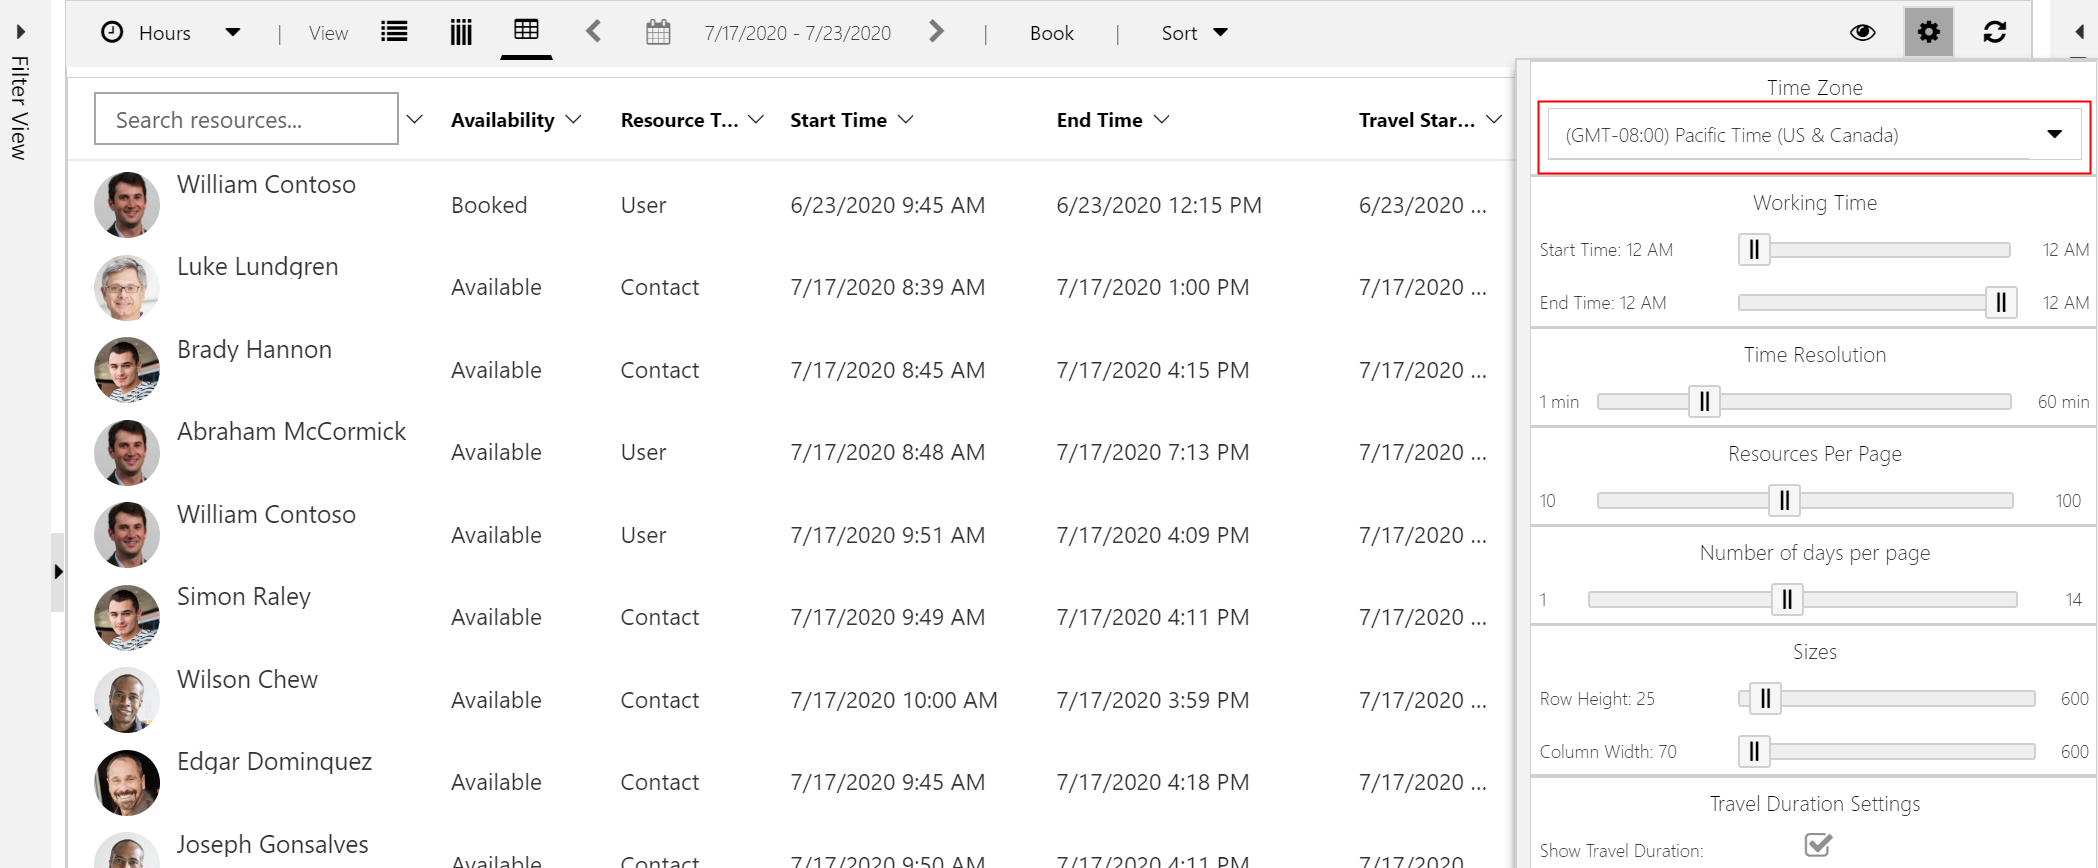 Filter View
Hours | View 7/17/2020 - 7/23/2020 | Book | Sort
Search resources... Availability Resource T... Start Time End Time Travel Star...
William Contoso Booked User 6/23/2020 9:45 AM 6/23/2020 12:15 PM 6/23/2020 ...
Luke Lundgren Available Contact 7/17/2020 8:39 AM 7/17/2020 1:00 PM 7/17/2020 ...
Brady Hannon Available Contact 7/17/2020 8:45 AM 7/17/2020 4:15 PM 7/17/2020 ...
Abraham McCormick Available User 7/17/2020 8:48 AM 7/17/2020 7:13 PM 7/17/2020 ...
William Contoso Available User 7/17/2020 9:51 AM 7/17/2020 4:09 PM 7/17/2020 ...
Simon Raley Available Contact 7/17/2020 9:49 AM 7/17/2020 4:11 PM 7/17/2020 ...
Wilson Chew Available Contact 7/17/2020 10:00 AM 7/17/2020 3:59 PM 7/17/2020 ...
Edgar Dominquez Available Contact 7/17/2020 9:45 AM 7/17/2020 4:18 PM 7/17/2020 ...
Joseph Gonsalves Available Contact 7/17/2020 9:50 AM 7/17/2020 4:11 PM 7/17/2020 ...
Time Zone
(GMT-08:00) Pacific Time (US & Canada)
Working Time
Start Time: 12 AM 12 AM
End Time: 12 AM 12 AM
Time Resolution
1 min 60 min
Resources Per Page
10 100
Number of days per page
1 14
Sizes
Row Height: 25 600
Column Width: 70 600
Travel Duration Settings
Show Travel Duration: